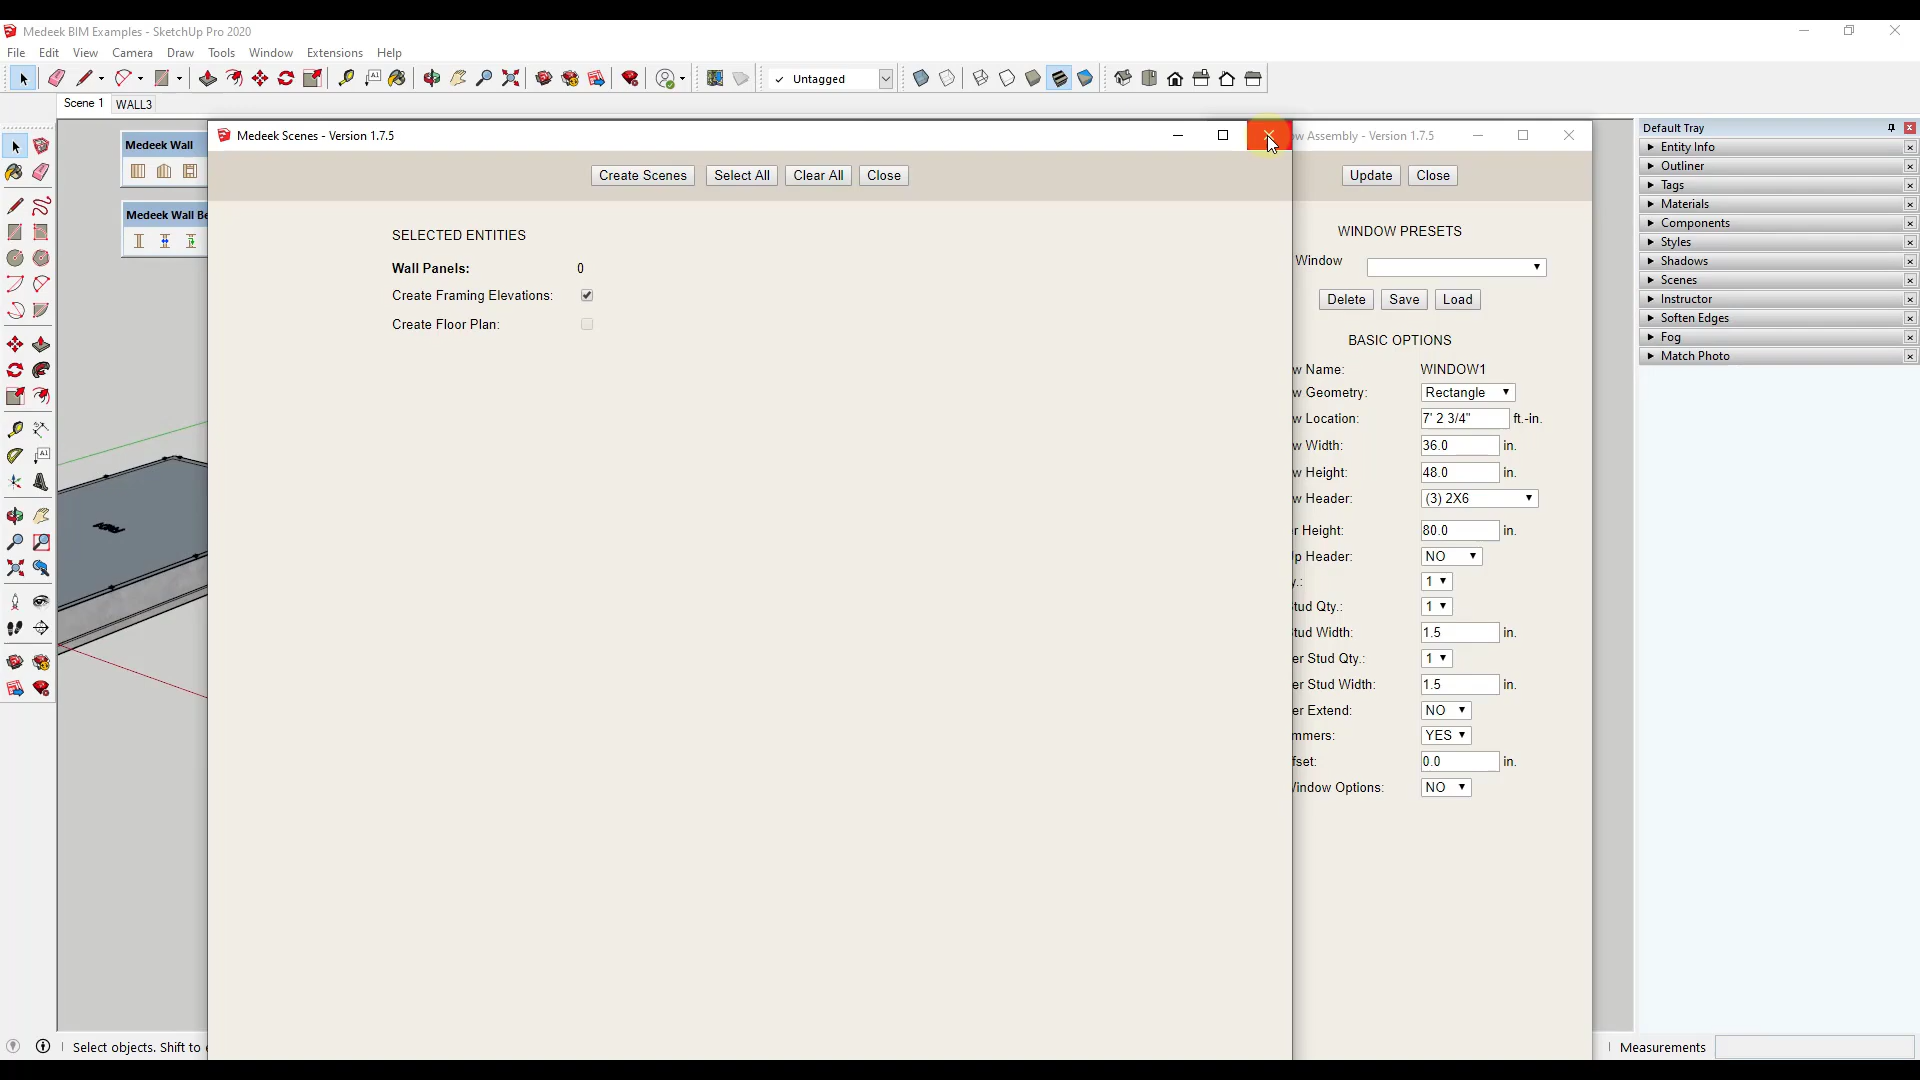 Medeek BIM Examples - SketchUp Pro 2020
File Edit View Camera Draw Tools Window Extensions Help
Untagged
Scene 1 WALL3
Medeek Wall
Medeek Wall Be
Medeek Scenes - Version 1.7.5
Create Scenes Select All Clear All Close
SELECTED ENTITIES
Wall Panels: 0
Create Framing Elevations:
Create Floor Plan:
ow Assembly - Version 1.7.5
Update Close
WINDOW PRESETS
Window
Delete Save Load
BASIC OPTIONS
w Name: WINDOW1
w Geometry: Rectangle
w Location: 7' 2 3/4" ft.-in.
w Width: 36.0 in.
w Height: 48.0 in.
w Header: (3) 2X6
r Height: 80.0 in.
p Header: NO
y.: 1
tud Qty.: 1
tud Width: 1.5 in.
er Stud Qty.: 1
er Stud Width: 1.5 in.
er Extend: NO
mmers: YES
fset: 0.0 in.
Window Options: NO
Default Tray
Entity Info
Outliner
Tags
Materials
Components
Styles
Shadows
Scenes
Instructor
Soften Edges
Fog
Match Photo
Select objects. Shift to
Measurements